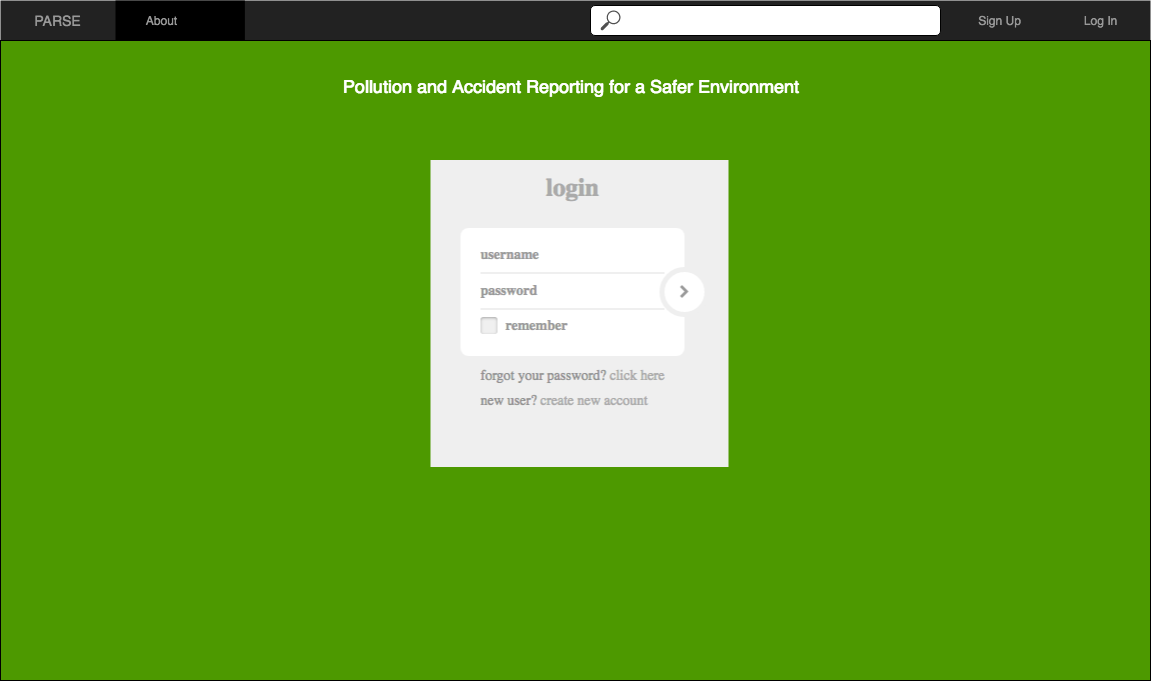 PARSE About Sign Up Log In
Pollution and Accident Reporting for a Safer Environment
login
username
password
remember
forgot your password? click here
new user? create new account